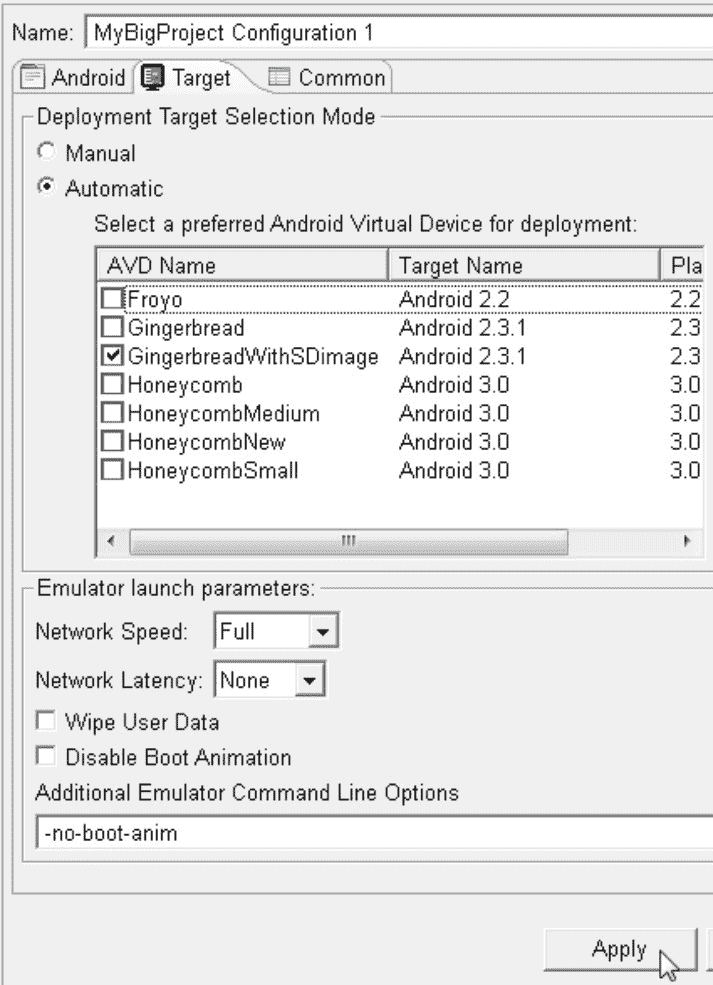 Name: MyBigProject Configuration 1
Android Target Common
Deployment Target Selection Mode
Manual
Automatic
Select a preferred Android Virtual Device for deployment:
AVD Name Target Name Pla
Froyo Android 2.2 2.2
Gingerbread Android 2.3.1 2.3
GingerbreadWithSDimage Android 2.3.1 2.3
Honeycomb Android 3.0 3.0
HoneycombMedium Android 3.0 3.0
HoneycombNew Android 3.0 3.0
HoneycombSmall Android 3.0 3.0
Emulator launch parameters:
Network Speed: Full
Network Latency: None
Wipe User Data
Disable Boot Animation
Additional Emulator Command Line Options
-no-boot-anim
Apply